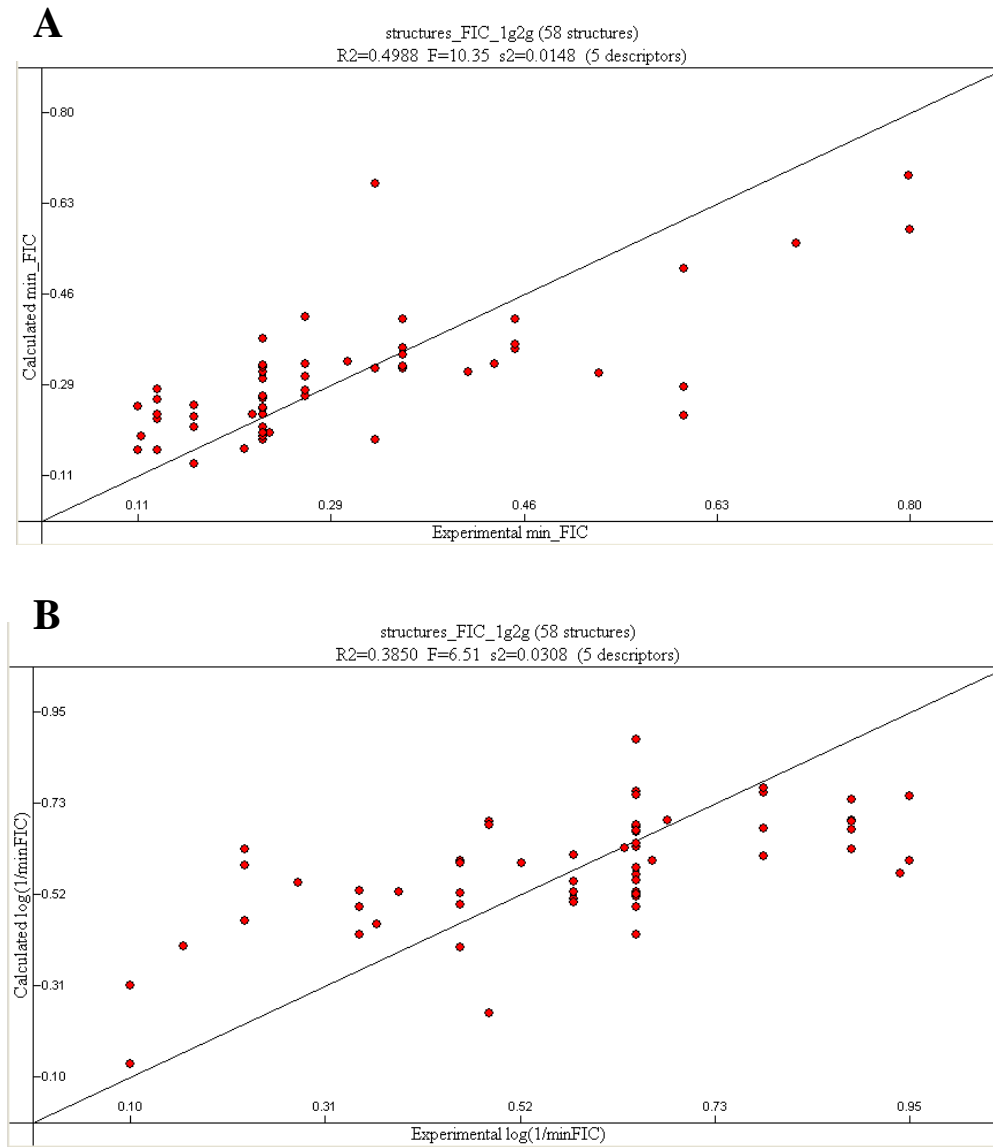 A
structures_FIC_1g2g (58 structures)
R2=0.4988 F=10.35 s2=0.0148 (5 descriptors)
Calculated min_FIC
0.80
0.63
0.46
0.29
0.11
0.11 0.29 0.46 0.63 0.80
Experimental min_FIC
B
structures_FIC_1g2g (58 structures)
R2=0.3850 F=6.51 s2=0.0308 (5 descriptors)
Calculated log(1/minFIC)
0.95
0.73
0.52
0.31
0.10
0.10 0.31 0.52 0.73 0.95
Experimental log(1/minFIC)